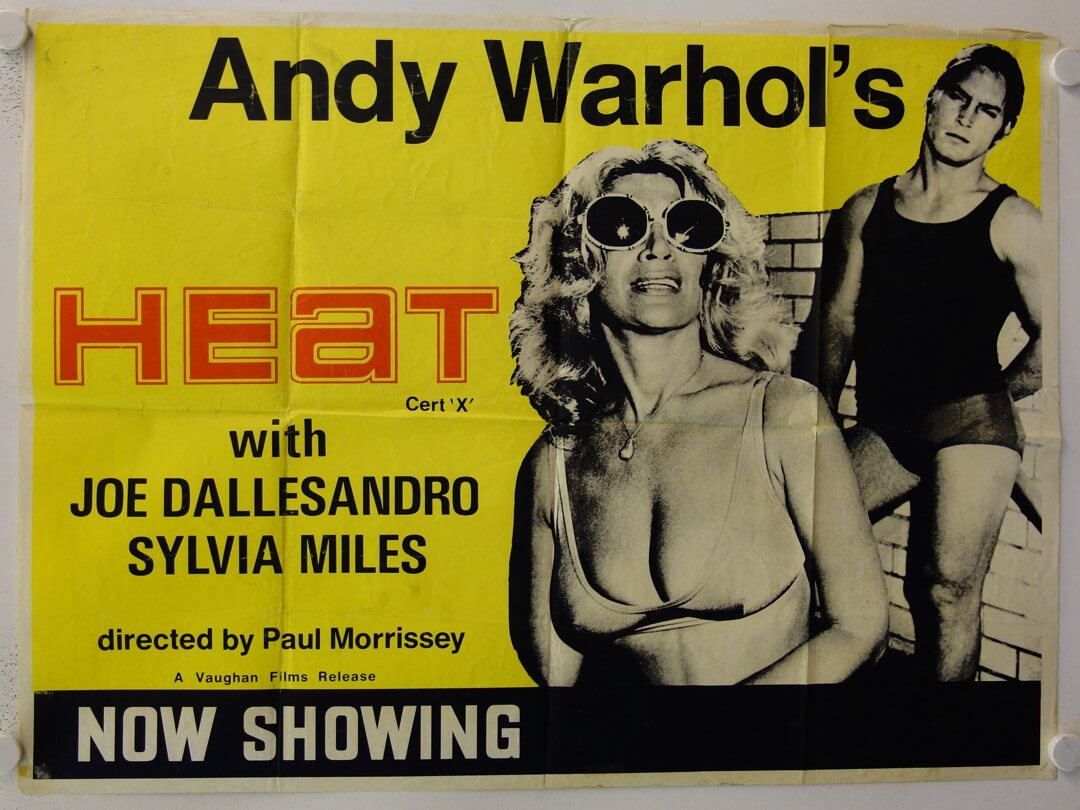 Andy Warhol's
HEaT
Cert 'X'
with
JOE DALLESANDRO
SYLVIA MILES
directed by Paul Morrissey
A Vaughan Films Release
NOW SHOWING